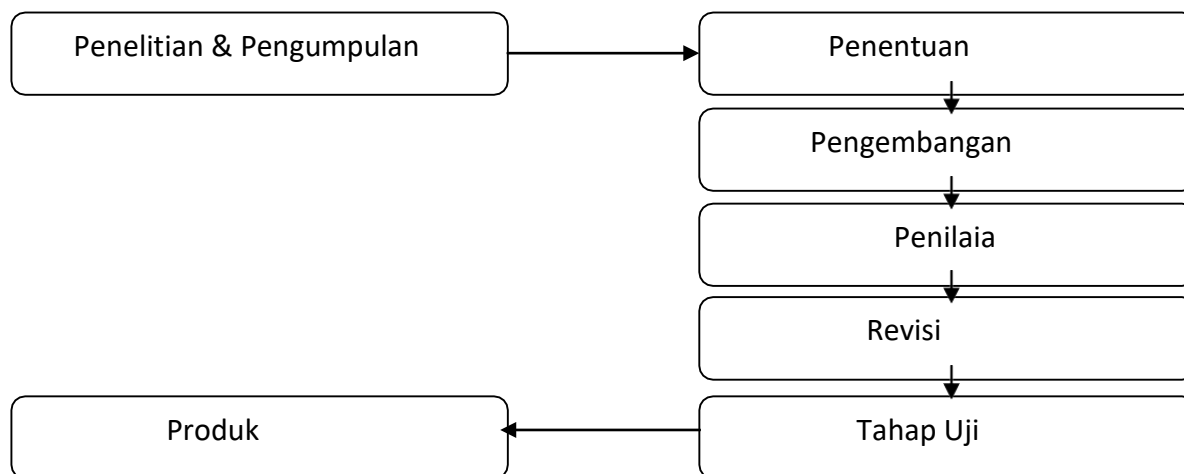 Penelitian & Pengumpulan
Penentuan
Pengembangan
Penilaia
Revisi
Tahap Uji
Produk